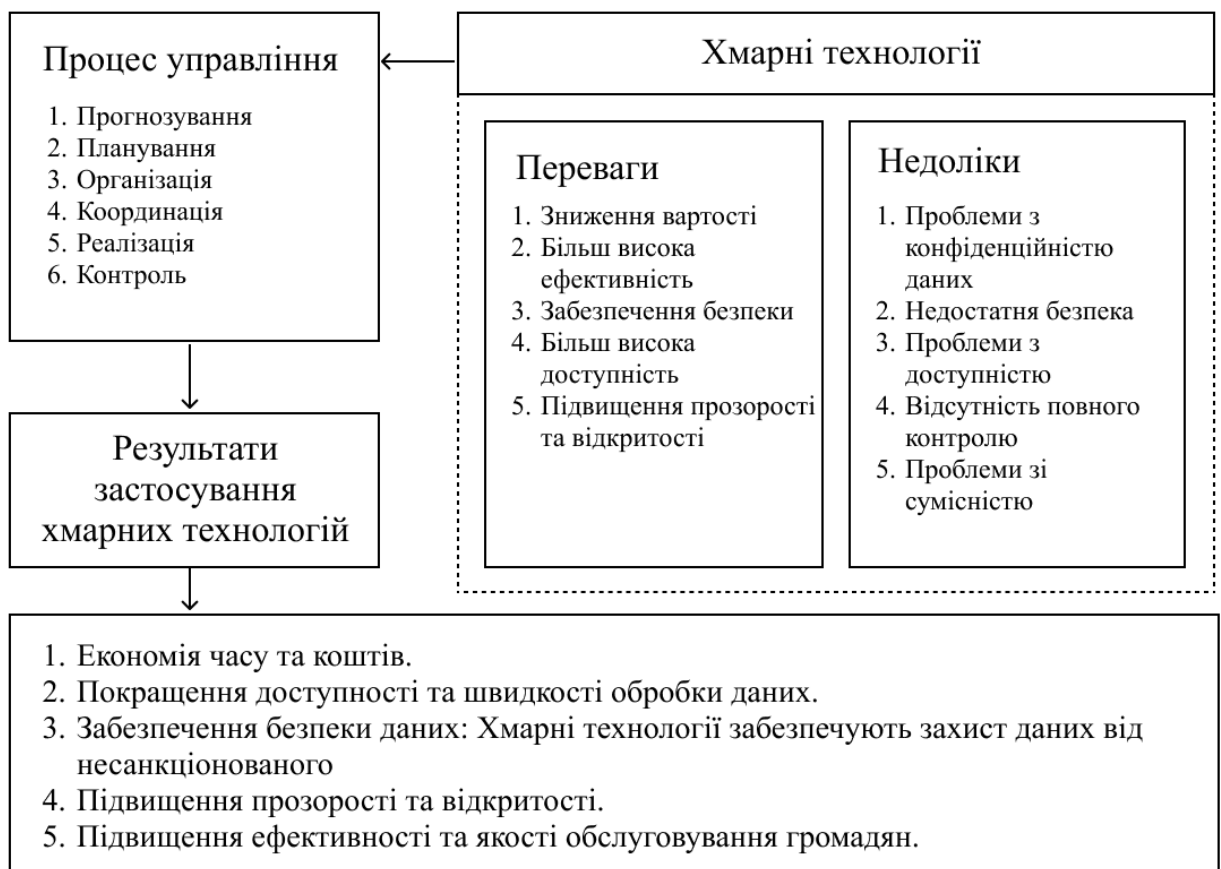 Процес управління
1. Прогнозування
2. Планування
3. Організація
4. Координація
5. Реалізація
6. Контроль
Хмарні технології
Переваги
1. Зниження вартості
2. Більш висока
ефективність
3. Забезпечення безпеки
4. Більш висока
доступність
5. Підвищення прозорості
та відкритості
Недоліки
1. Проблеми з
конфіденційністю
даних
2. Недостатня безпека
3. Проблеми з
доступністю
4. Відсутність повного
контролю
5. Проблеми зі
сумісністю
Результати
застосування
хмарних технологій
1. Економія часу та коштів.
2. Покращення доступності та швидкості обробки даних.
3. Забезпечення безпеки даних: Хмарні технології забезпечують захист даних від
несанкціонованого
4. Підвищення прозорості та відкритості.
5. Підвищення ефективності та якості обслуговування громадян.